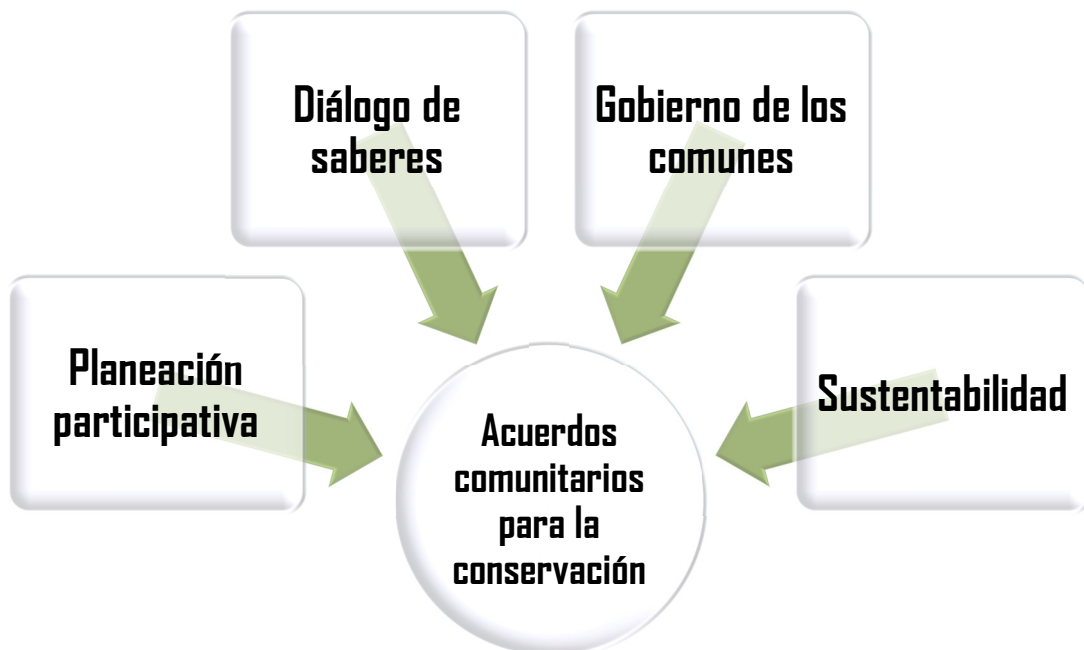 Diálogo de
saberes
Gobierno de los
comunes
Planeación
participativa
Sustentabilidad
Acuerdos
comunitarios
para la
conservación